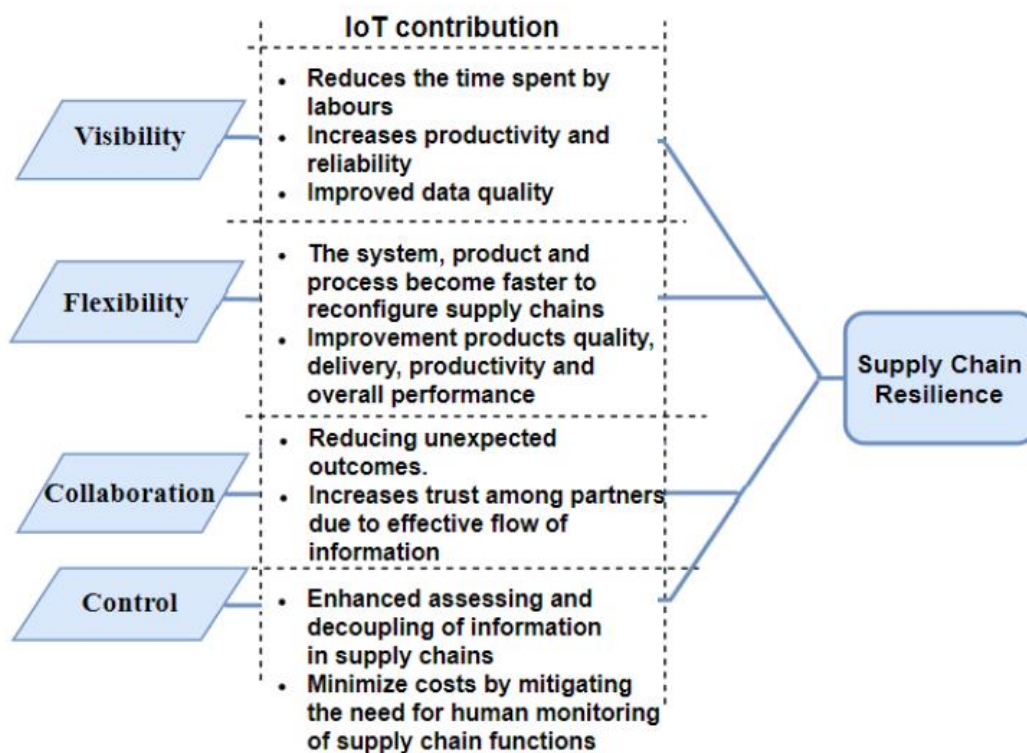 IoT contribution
Visibility
• Reduces the time spent by
labours
• Increases productivity and
reliability
• Improved data quality
Flexibility
• The system, product and
process become faster to
reconfigure supply chains
• Improvement products quality,
delivery, productivity and
overall performance
Collaboration
• Reducing unexpected
outcomes.
• Increases trust among partners
due to effective flow of
information
Control
• Enhanced assessing and
decoupling of information
in supply chains
• Minimize costs by mitigating
the need for human monitoring
of supply chain functions
Supply Chain
Resilience